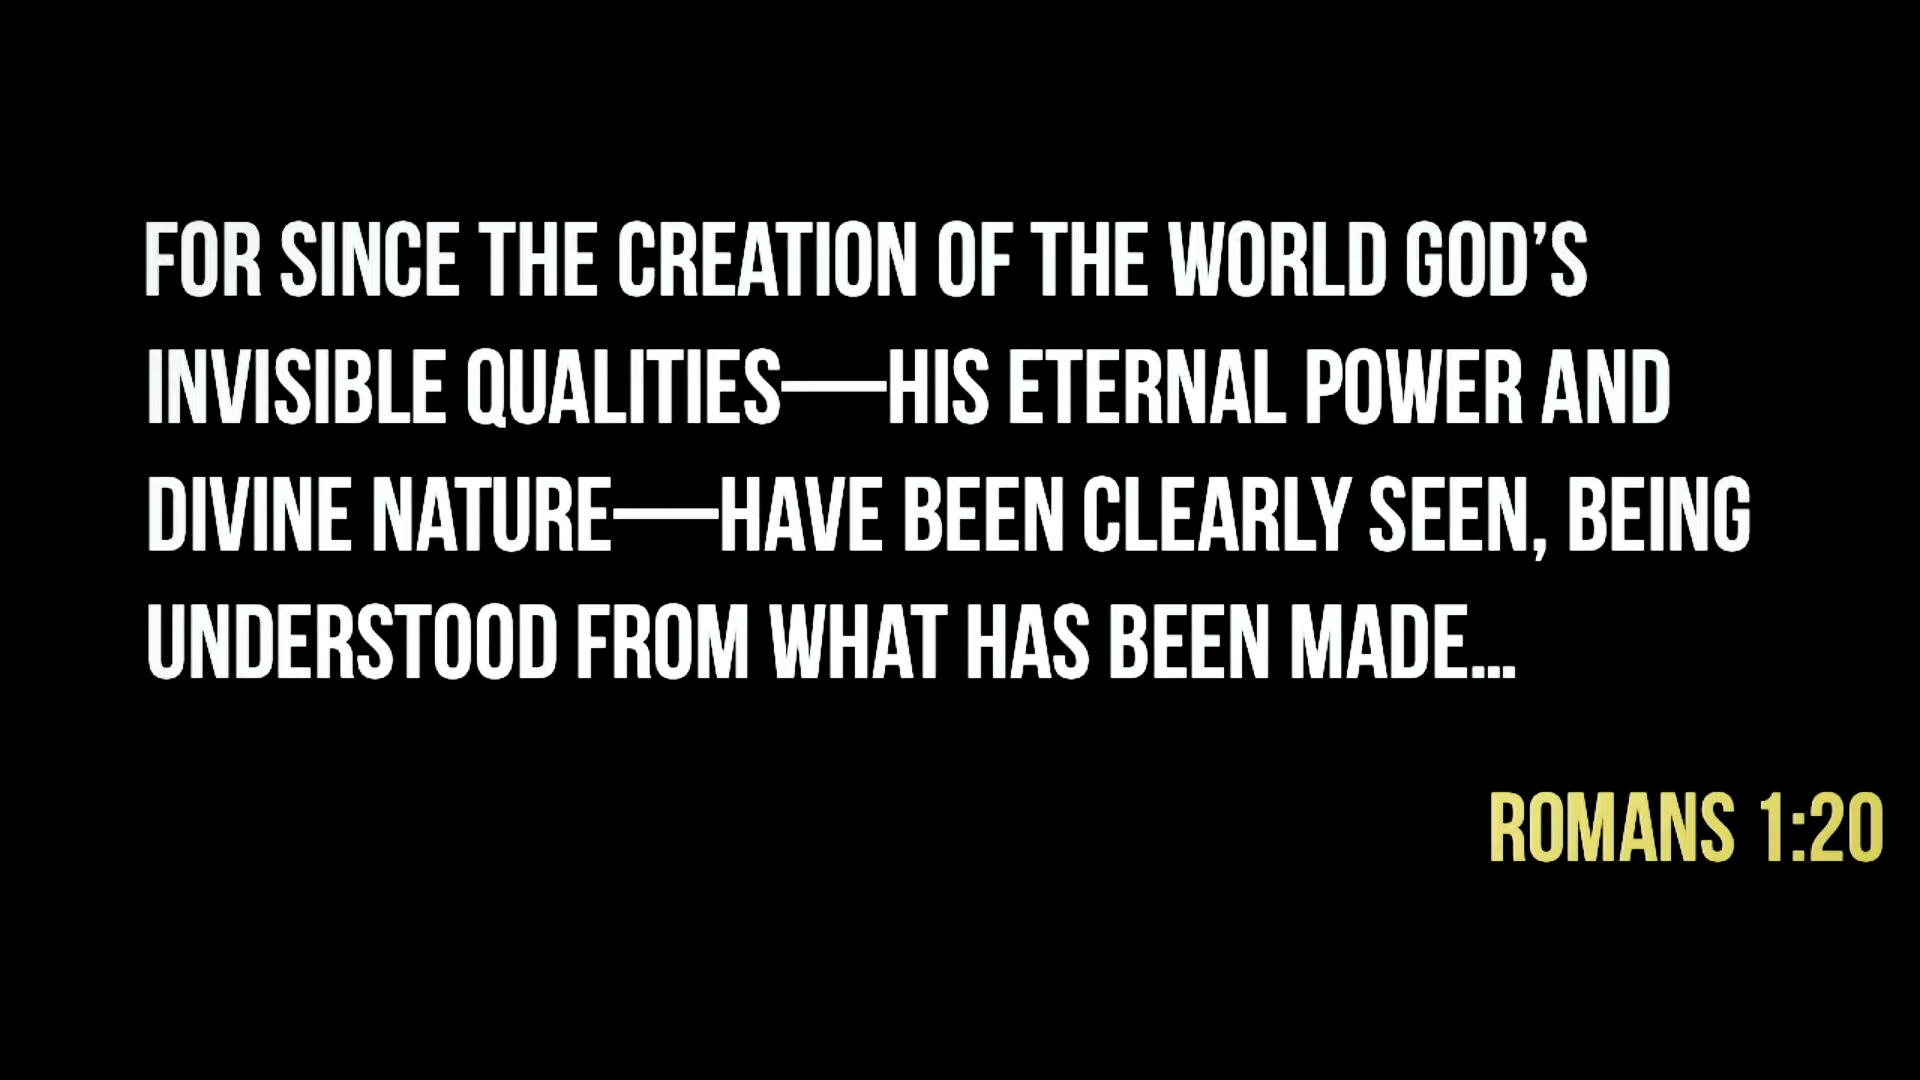 FOR SINCE THE CREATION OF THE WORLD GOD’S
INVISIBLE QUALITIES—HIS ETERNAL POWER AND
DIVINE NATURE—HAVE BEEN CLEARLY SEEN, BEING
UNDERSTOOD FROM WHAT HAS BEEN MADE…
ROMANS 1:20